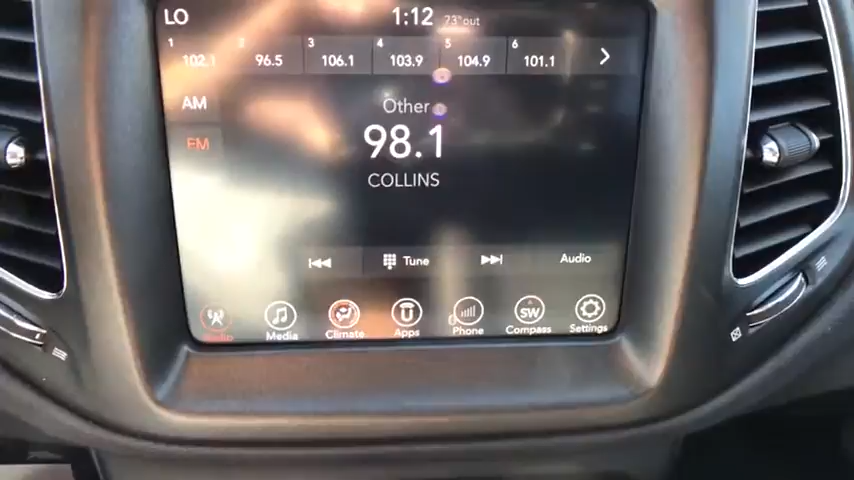 LO 1:12 73° out
1 2 3 4 5 6
102.1 96.5 106.1 103.9 104.9 101.1
AM
Other
FM
98.1
COLLINS
Tune Audio
Radio Media Climate Apps Phone Compass Settings
SW